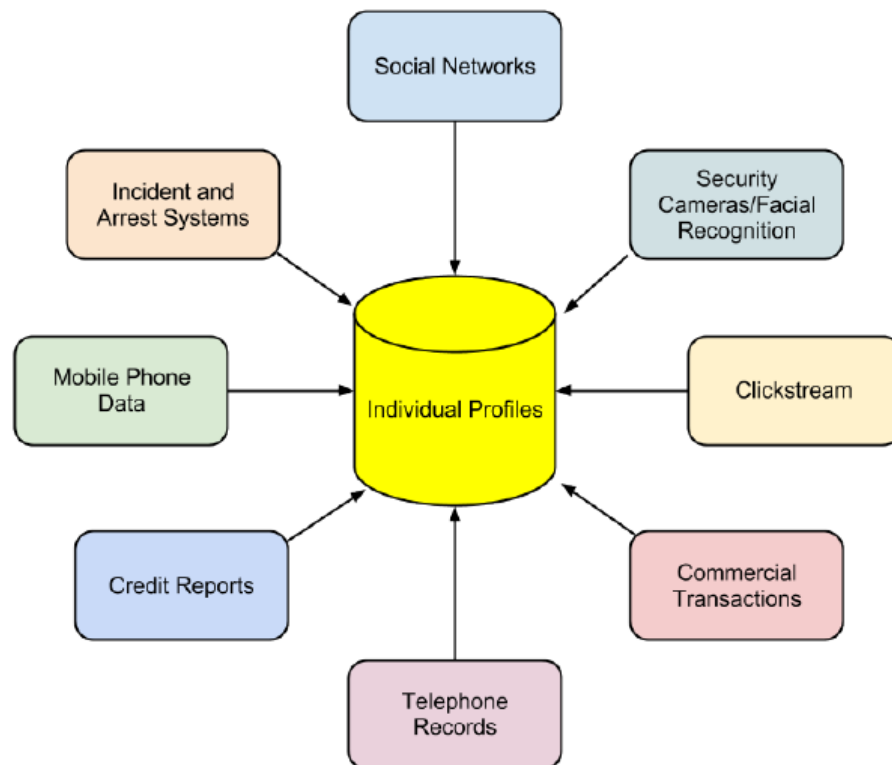 Social Networks
Incident and
Arrest Systems
Security
Cameras/Facial
Recognition
Mobile Phone
Data
Individual Profiles
Clickstream
Credit Reports
Commercial
Transactions
Telephone
Records